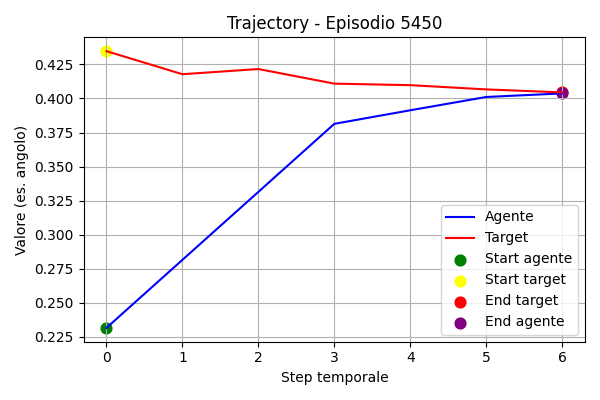 Trajectory - Episodio 5450
Valore (es. angolo)
0.425
0.400
0.375
0.350
0.325
0.300
0.275
0.250
0.225
0 1 2 3 4 5 6
Step temporale
Agente
Target
Start agente
Start target
End target
End agente